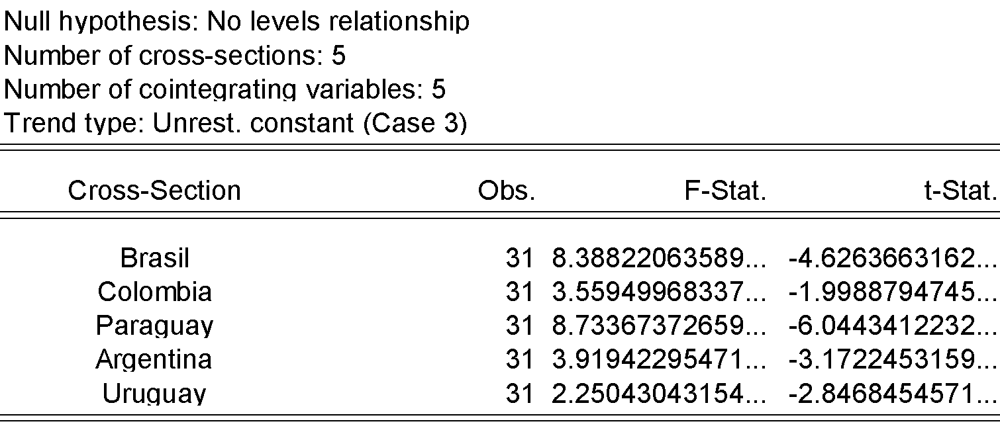 Null hypothesis: No levels relationship
Number of cross-sections: 5
Number of cointegrating variables: 5
Trend type: Unrest. constant (Case 3)
Cross-Section Obs. F-Stat. t-Stat.
Brasil 31 8.38822063589... -4.6263663162...
Colombia 31 3.55949968337... -1.9988794745...
Paraguay 31 8.73367372659... -6.0443412232...
Argentina 31 3.91942295471... -3.1722453159...
Uruguay 31 2.25043043154... -2.8468454571...